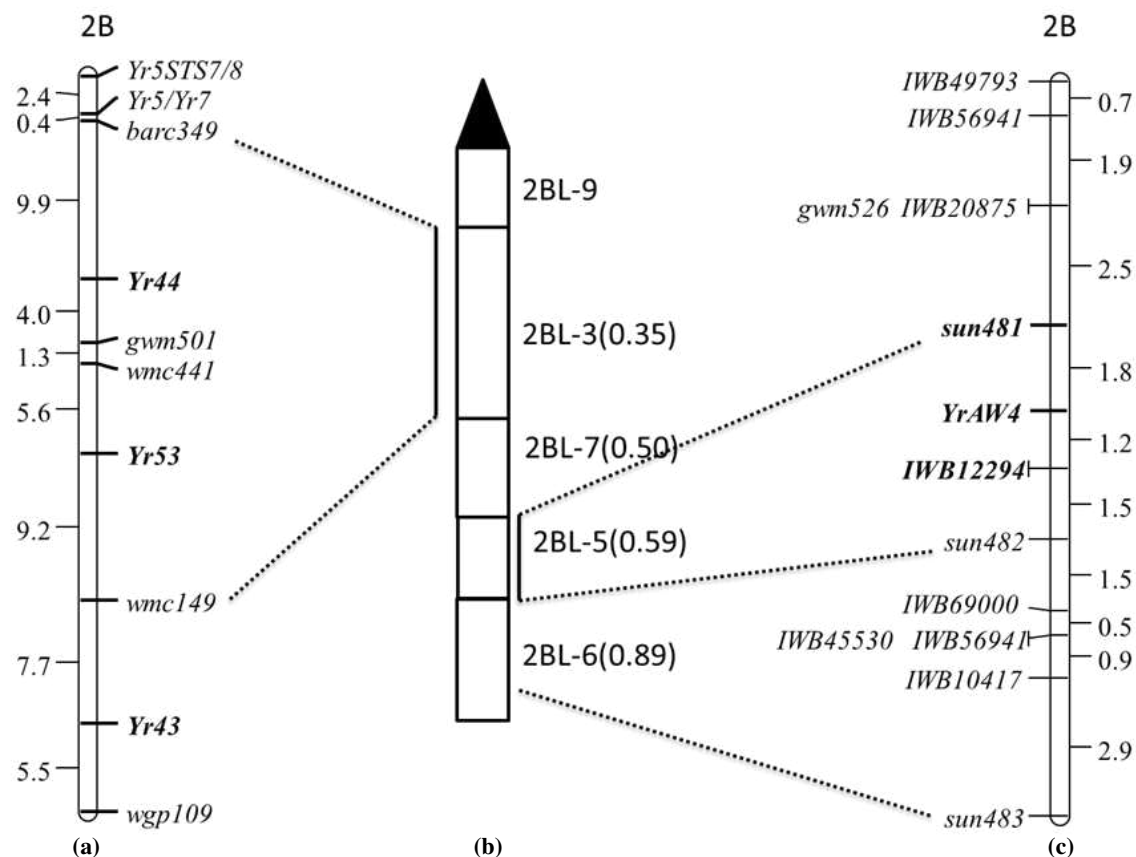 2B
Yr5STS7/8
2.4
Yr5/Yr7
0.4
barc349
9.9
Yr44
4.0
gwm501
1.3
wmc441
5.6
Yr53
9.2
wmc149
7.7
Yr43
5.5
wgp109
(a)
2BL-9
2BL-3(0.35)
2BL-7(0.50)
2BL-5(0.59)
2BL-6(0.89)
(b)
2B
IWB49793
0.7
IWB56941
1.9
gwm526 IWB20875
2.5
sun481
1.8
YrAW4
1.2
IWB12294
1.5
sun482
1.5
IWB69000
0.5
IWB45530 IWB56941
0.9
IWB10417
2.9
sun483
(c)